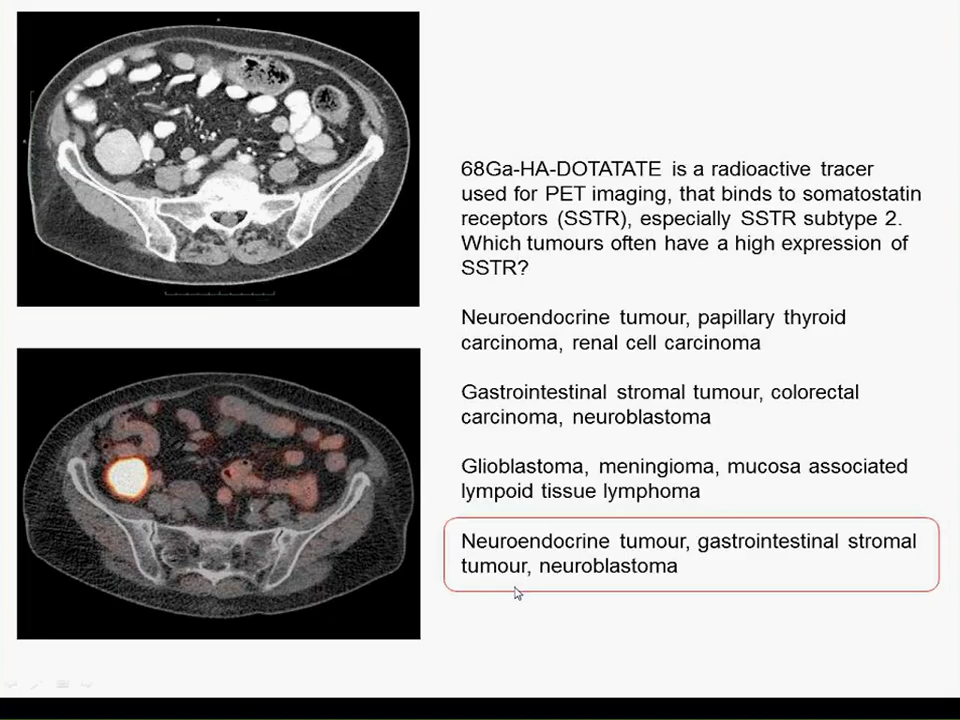 68Ga-HA-DOTATATE is a radioactive tracer
used for PET imaging, that binds to somatostatin
receptors (SSTR), especially SSTR subtype 2.
Which tumours often have a high expression of
SSTR?
Neuroendocrine tumour, papillary thyroid
carcinoma, renal cell carcinoma
Gastrointestinal stromal tumour, colorectal
carcinoma, neuroblastoma
Glioblastoma, meningioma, mucosa associated
lympoid tissue lymphoma
Neuroendocrine tumour, gastrointestinal stromal
tumour, neuroblastoma